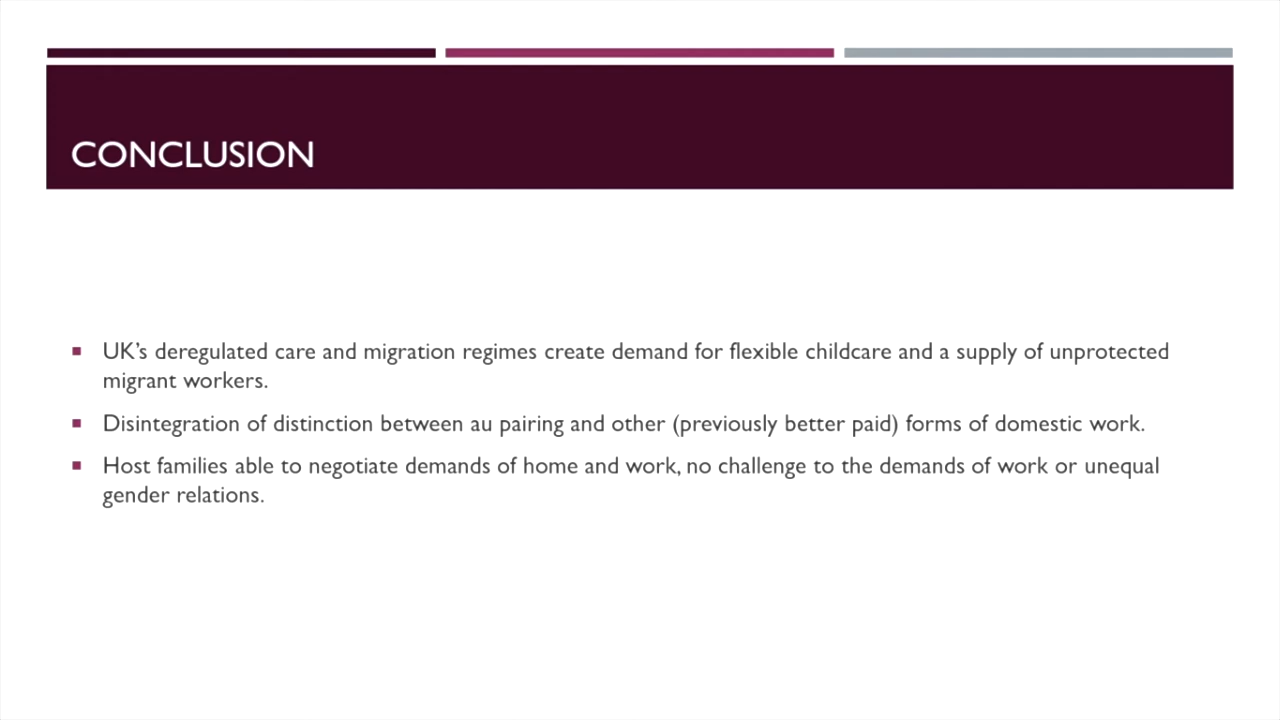 CONCLUSION
UK’s deregulated care and migration regimes create demand for flexible childcare and a supply of unprotected
migrant workers.
Disintegration of distinction between au pairing and other (previously better paid) forms of domestic work.
Host families able to negotiate demands of home and work, no challenge to the demands of work or unequal
gender relations.